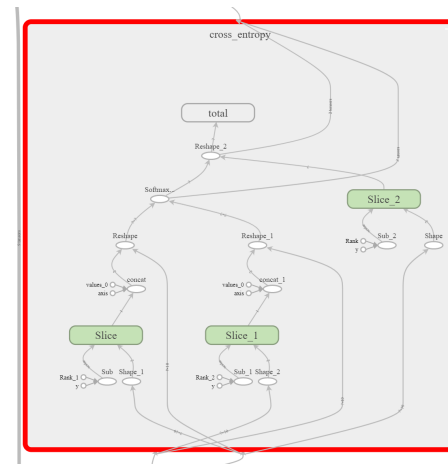 cross_entropy
total
Reshape_2
Softmax...
Slice_2
Reshape
Reshape_1
Rank
y
Sub_2
Shape
values_0
axis
concat
values_0
axis
concat_1
Slice
Slice_1
Rank_1
y
Sub
Shape_1
Rank_2
y
Sub_1
Shape_2